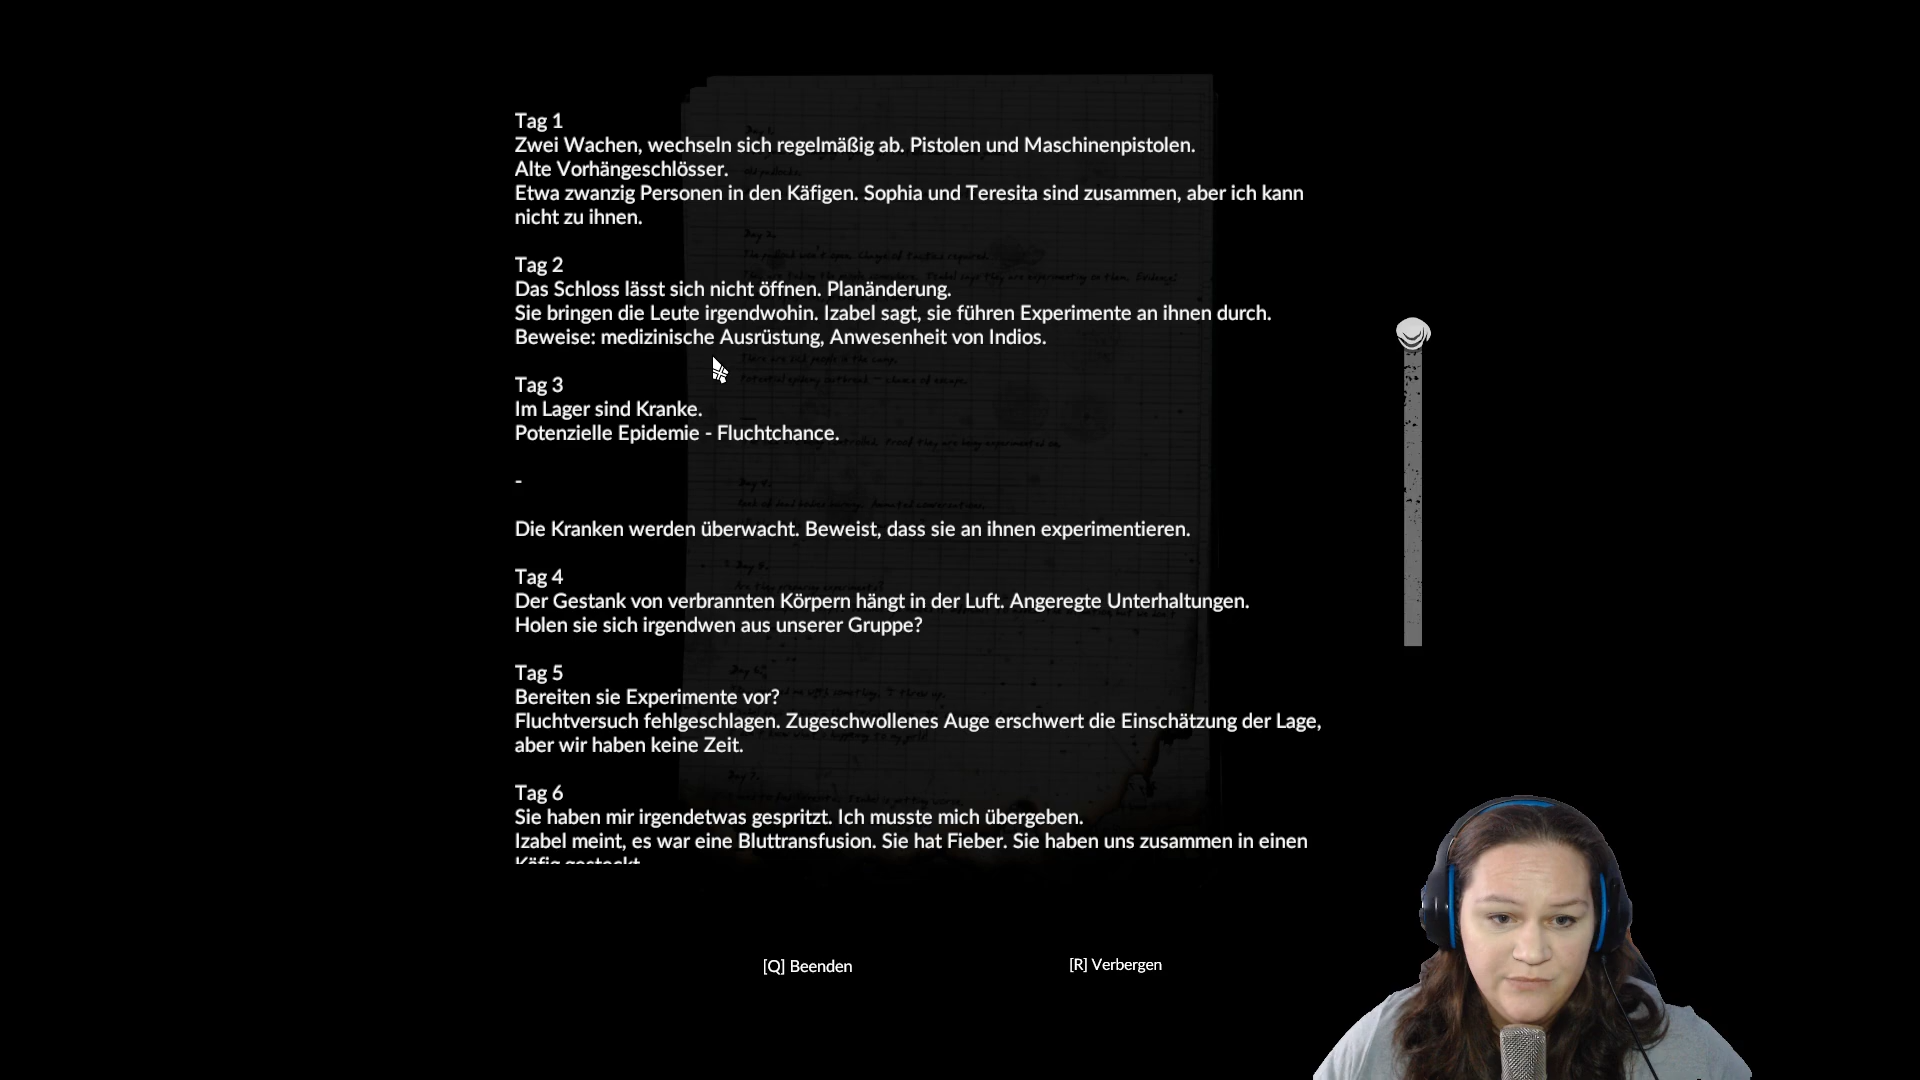 Tag 1
Zwei Wachen, wechseln sich regelmäßig ab. Pistolen und Maschinenpistolen.
Alte Vorhängeschlösser.
Etwa zwanzig Personen in den Käfigen. Sophia und Teresita sind zusammen, aber ich kann
nicht zu ihnen.
Tag 2
Das Schloss lässt sich nicht öffnen. Planänderung.
Sie bringen die Leute irgendwohin. Izabel sagt, sie führen Experimente an ihnen durch.
Beweise: medizinische Ausrüstung, Anwesenheit von Indios.
Tag 3
Im Lager sind Kranke.
Potenzielle Epidemie - Fluchtchance.
-
Die Kranken werden überwacht. Beweist, dass sie an ihnen experimentieren.
Tag 4
Der Gestank von verbrannten Körpern hängt in der Luft. Angeregte Unterhaltungen.
Holen sie sich irgendwen aus unserer Gruppe?
Tag 5
Bereiten sie Experimente vor?
Fluchtversuch fehlgeschlagen. Zugeschwollenes Auge erschwert die Einschätzung der Lage,
aber wir haben keine Zeit.
Tag 6
Sie haben mir irgendetwas gespritzt. Ich musste mich übergeben.
Izabel meint, es war eine Bluttransfusion. Sie hat Fieber. Sie haben uns zusammen in einen
Käfig gesteckt.
[Q] Beenden
[R] Verbergen